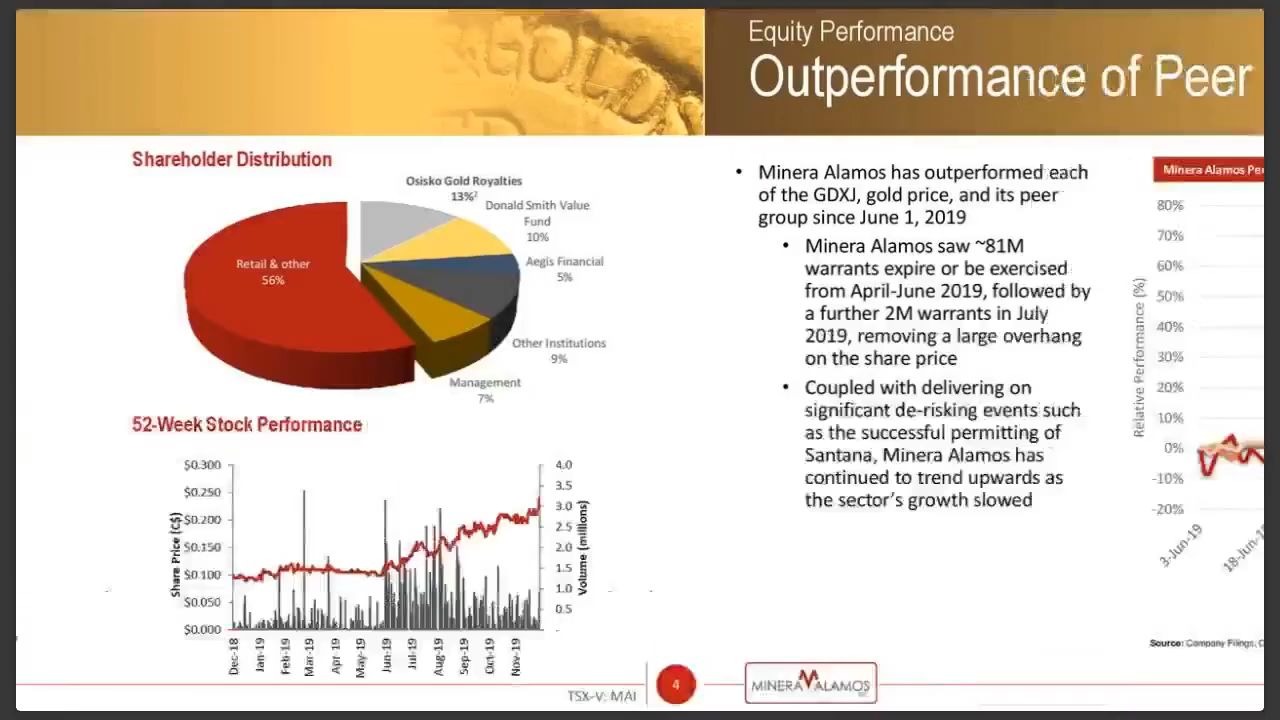 GOLD
Equity Performance
Outperformance of Peer
Shareholder Distribution
Osisko Gold Royalties
13%²
Donald Smith Value
Fund
10%
Aegis Financial
5%
Other Institutions
9%
Management
7%
Retail & other
56%
52-Week Stock Performance
Share Price (C$)
$0.300
$0.250
$0.200
$0.150
$0.100
$0.050
$0.000
4.0
3.5
3.0
2.5
2.0
1.5
1.0
0.5
Volume (millions)
Dec-18
Jan-19
Feb-19
Mar-19
Apr-19
May-19
Jun-19
Jul-19
Aug-19
Sep-19
Oct-19
Nov-19
• Minera Alamos has outperformed each
of the GDXJ, gold price, and its peer
group since June 1, 2019
• Minera Alamos saw ~81M
warrants expire or be exercised
from April-June 2019, followed by
a further 2M warrants in July
2019, removing a large overhang
on the share price
• Coupled with delivering on
significant de-risking events such
as the successful permitting of
Santana, Minera Alamos has
continued to trend upwards as
the sector's growth slowed
Minera Alamos Pe
Relative Performance (%)
80%
70%
60%
50%
40%
30%
20%
10%
0%
-10%
-20%
3-Jun-19
18-Jun-
Source: Company Filings, C
TSX-V: MAI
4
MINERA ALAMOS